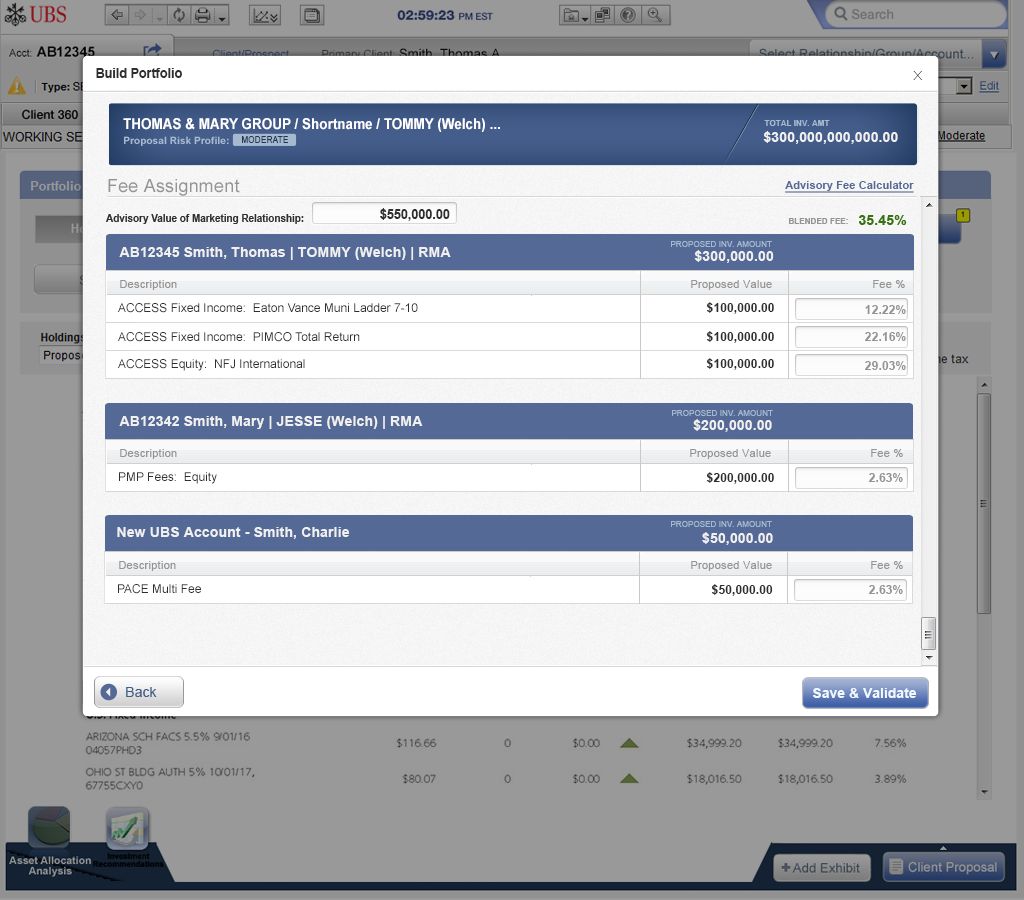 UBS
02:59:23 PM EST
Search
Acct: AB12345
Client/Prospect
Primary Client: Smith, Thomas A
Select Relationship/Group/Account...
Build Portfolio
Type:
Edit
Client 360
WORKING SE
Moderate
THOMAS & MARY GROUP / Shortname / TOMMY (Welch) ...
Proposal Risk Profile: MODERATE
TOTAL INV. AMT
$300,000,000,000.00
Portfolio
Fee Assignment
Advisory Fee Calculator
Advisory Value of Marketing Relationship: $550,000.00
BLENDED FEE: 35.45%
1
AB12345 Smith, Thomas | TOMMY (Welch) | RMA
PROPOSED INV. AMOUNT
$300,000.00
Description Proposed Value Fee %
ACCESS Fixed Income: Eaton Vance Muni Ladder 7-10 $100,000.00 12.22%
ACCESS Fixed Income: PIMCO Total Return $100,000.00 22.16%
ACCESS Equity: NFJ International $100,000.00 29.03%
Holdings
Propos
e tax
AB12342 Smith, Mary | JESSE (Welch) | RMA
PROPOSED INV. AMOUNT
$200,000.00
Description Proposed Value Fee %
PMP Fees: Equity $200,000.00 2.63%
New UBS Account - Smith, Charlie
PROPOSED INV. AMOUNT
$50,000.00
Description Proposed Value Fee %
PACE Multi Fee $50,000.00 2.63%
Back
Save & Validate
U.S. Fixed Income
ARIZONA SCH FACS 5.5% 9/01/16
04057PHD3
$116.66 0 $0.00 $34,999.20 $34,999.20 7.56%
OHIO ST BLDG AUTH 5% 10/01/17,
67755CXY0
$80.07 0 $0.00 $18,016.50 $18,016.50 3.89%
Asset Allocation
Analysis
Investment
Recommendations
+Add Exhibit
Client Proposal